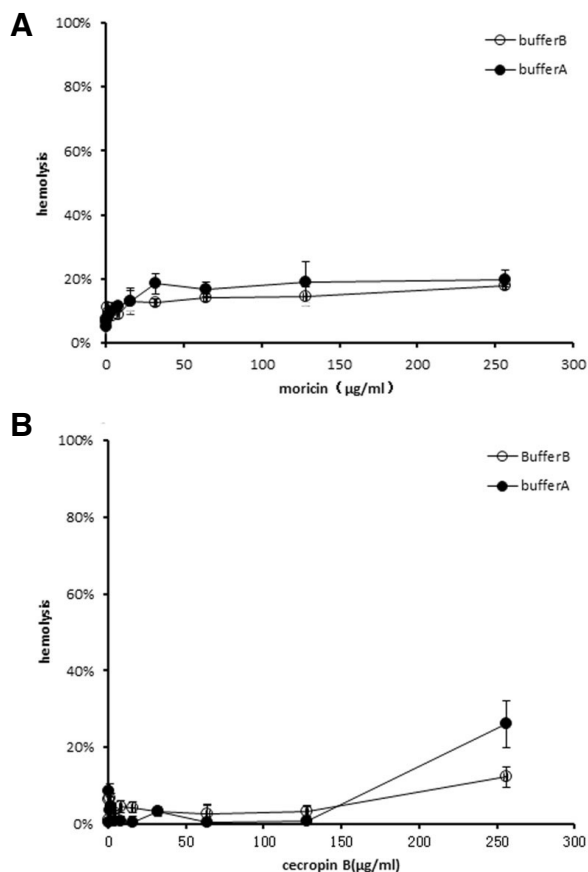 A
100%
80%
60%
40%
20%
0%
hemolysis
bufferB
bufferA
0 50 100 150 200 250 300
moricin（μg/ml）
B
100%
80%
60%
40%
20%
0%
hemolysis
BufferB
bufferA
0 50 100 150 200 250 300
cecropin B(μg/ml)